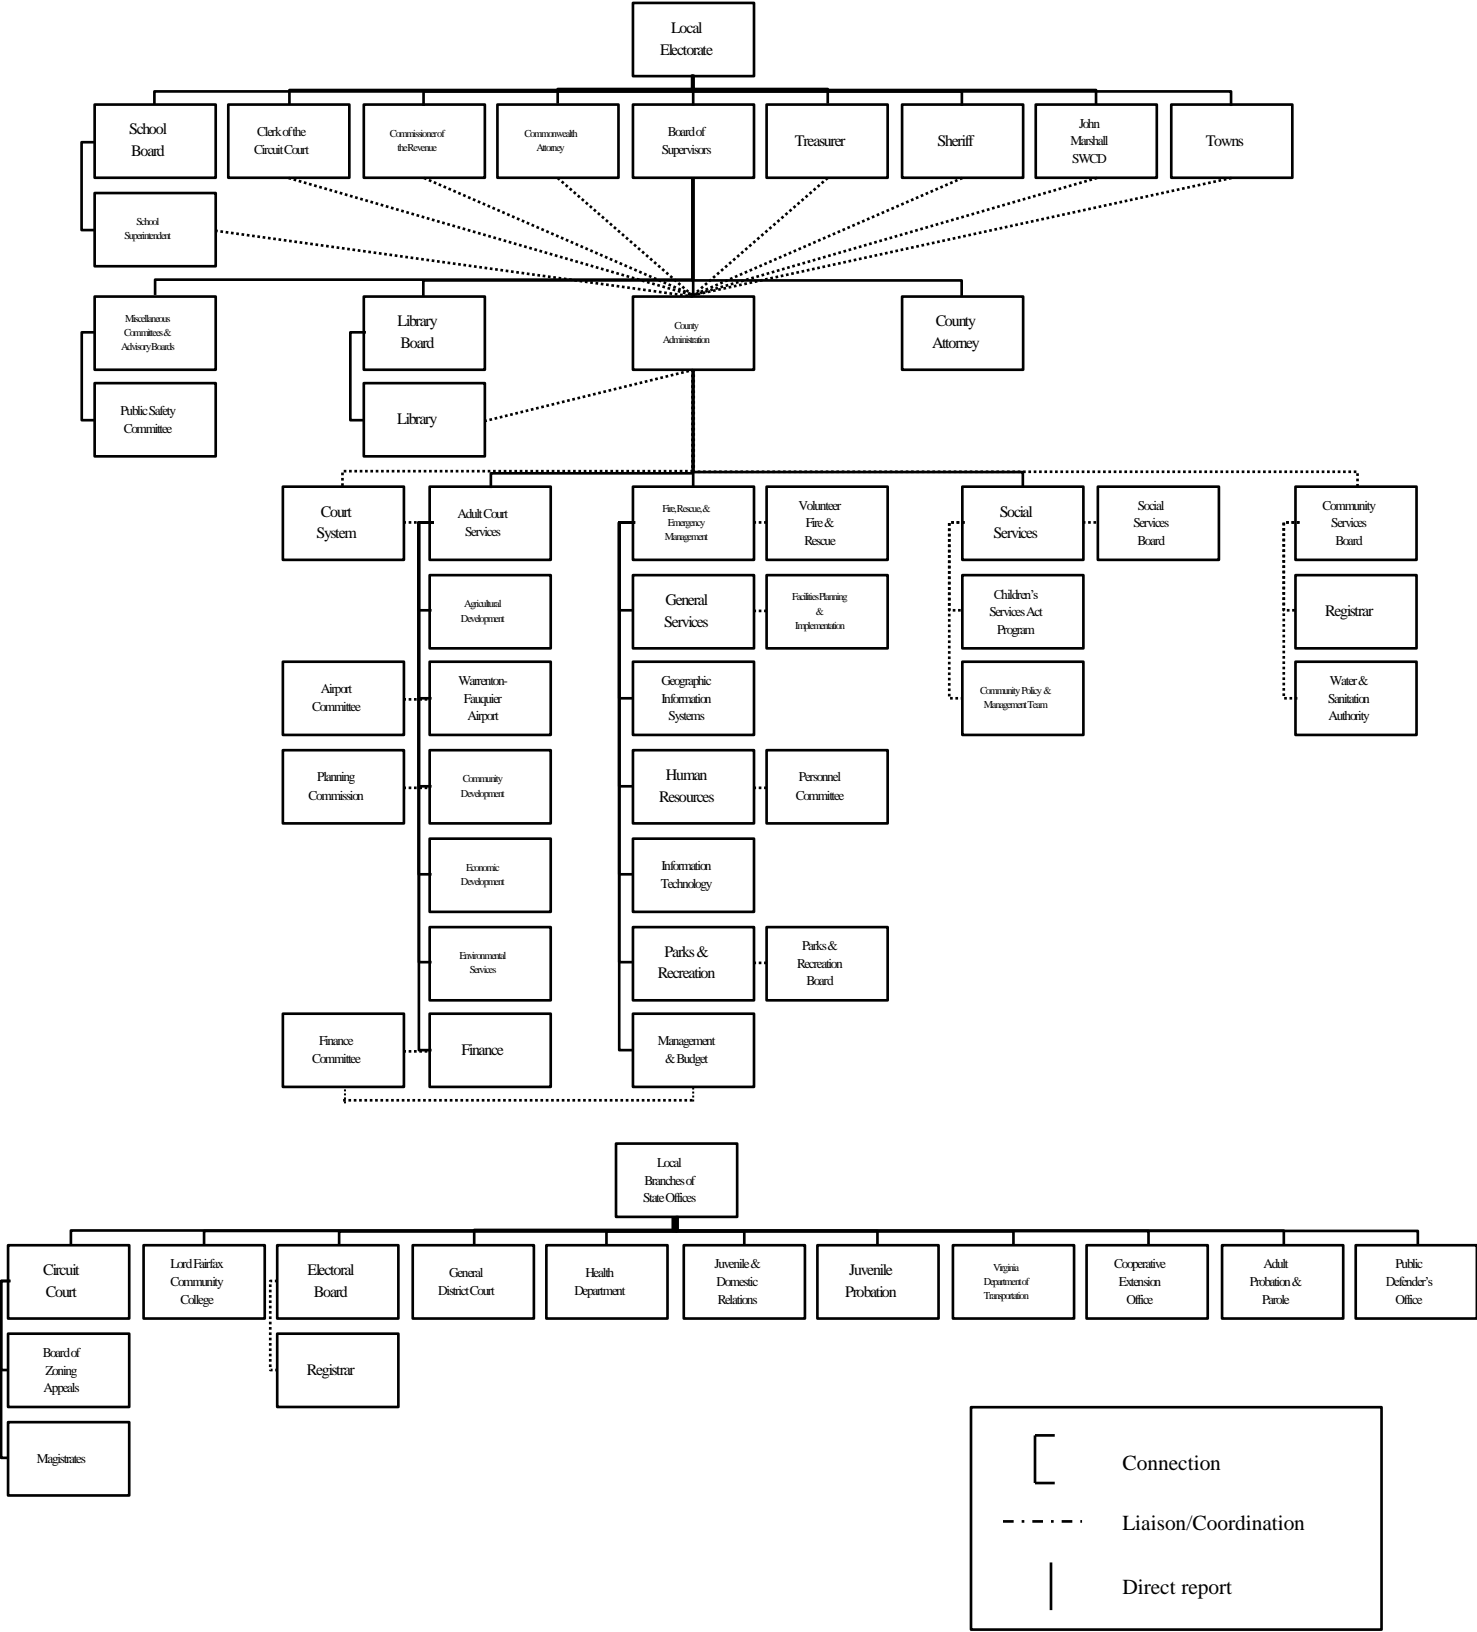 Local
Electorate
School
Board
Clerk of the
Circuit Court
Commissioner of
the Revenue
Commonwealth
Attorney
Board of
Supervisors
Treasurer
Sheriff
John
Marshall
SWCD
Towns
School
Superintendent
Miscellaneous
Committees &
Advisory Boards
Library
Board
County
Administration
County
Attorney
Public Safety
Committee
Library
Court
System
Adult Court
Services
Fire, Rescue, &
Emergency
Management
Volunteer
Fire &
Rescue
Social
Services
Social
Services
Board
Community
Services
Board
Agricultural
Development
General
Services
Facilities Planning
&
Implementation
Children's
Services Act
Program
Registrar
Airport
Committee
Warrenton-
Fauquier
Airport
Geographic
Information
Systems
Community Policy &
Management Team
Water &
Sanitation
Authority
Planning
Commission
Community
Development
Human
Resources
Personnel
Committee
Economic
Development
Information
Technology
Environmental
Services
Parks &
Recreation
Parks &
Recreation
Board
Finance
Committee
Finance
Management
& Budget
Local
Branches of
State Offices
Circuit
Court
Lord Fairfax
Community
College
Electoral
Board
General
District Court
Health
Department
Juvenile &
Domestic
Relations
Juvenile
Probation
Virginia
Department of
Transportation
Cooperative
Extension
Office
Adult
Probation &
Parole
Public
Defender's
Office
Board of
Zoning
Appeals
Registrar
Magistrates
Connection
Liaison/Coordination
Direct report